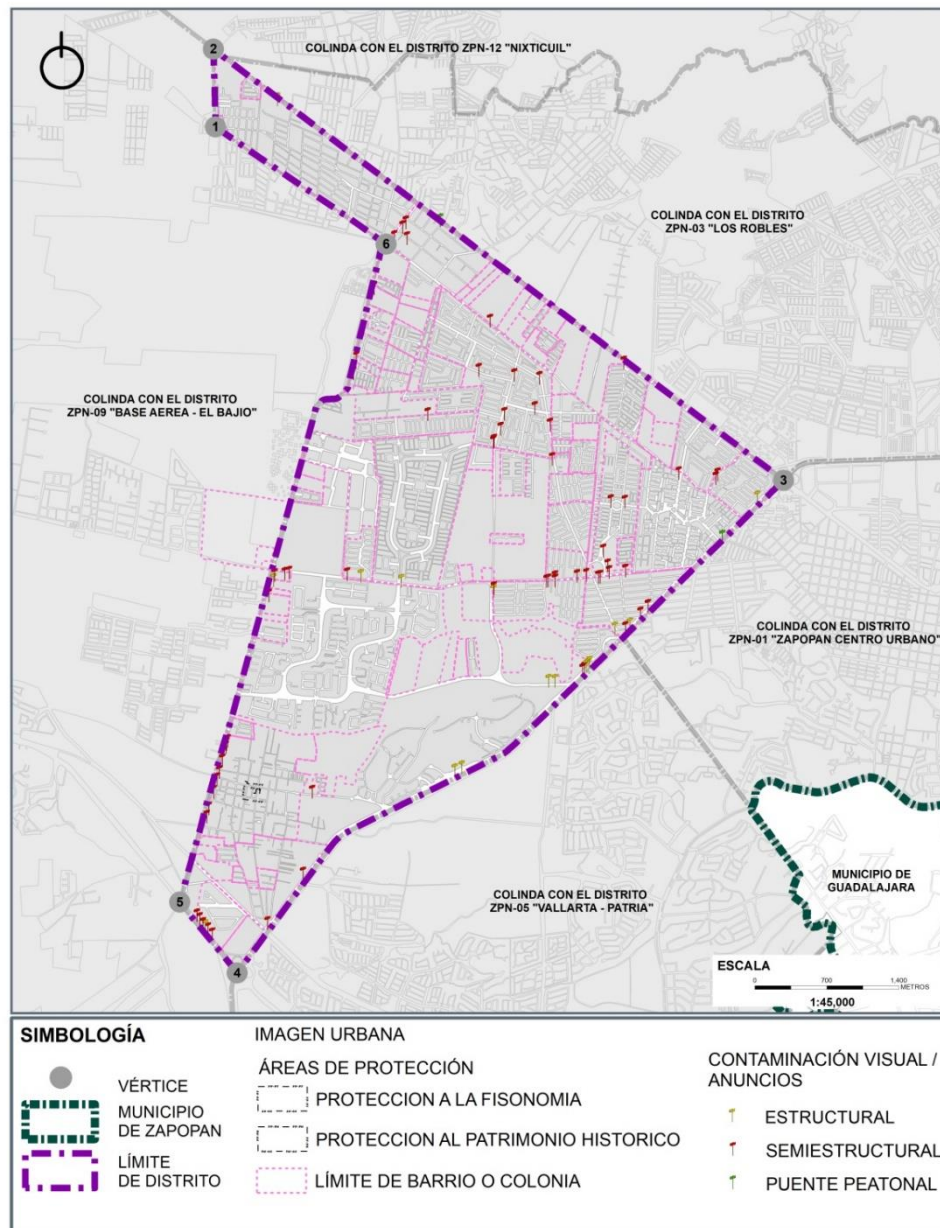 2
COLINDA CON EL DISTRITO ZPN-12 "NIXTICUIL"
1
COLINDA CON EL DISTRITO
ZPN-03 "LOS ROBLES"
6
COLINDA CON EL DISTRITO
ZPN-09 "BASE AEREA - EL BAJIO"
3
COLINDA CON EL DISTRITO
ZPN-01 "ZAPOPAN CENTRO URBANO"
5
COLINDA CON EL DISTRITO
ZPN-05 "VALLARTA - PATRIA"
MUNICIPIO DE
GUADALAJARA
4
ESCALA
0 700 1,400
METROS
1:45,000
SIMBOLOGÍA
VÉRTICE
MUNICIPIO
DE ZAPOPAN
LÍMITE
DE DISTRITO
IMAGEN URBANA
ÁREAS DE PROTECCIÓN
PROTECCION A LA FISONOMIA
PROTECCION AL PATRIMONIO HISTORICO
LÍMITE DE BARRIO O COLONIA
CONTAMINACIÓN VISUAL /
ANUNCIOS
ESTRUCTURAL
SEMIESTRUCTURAL
PUENTE PEATONAL